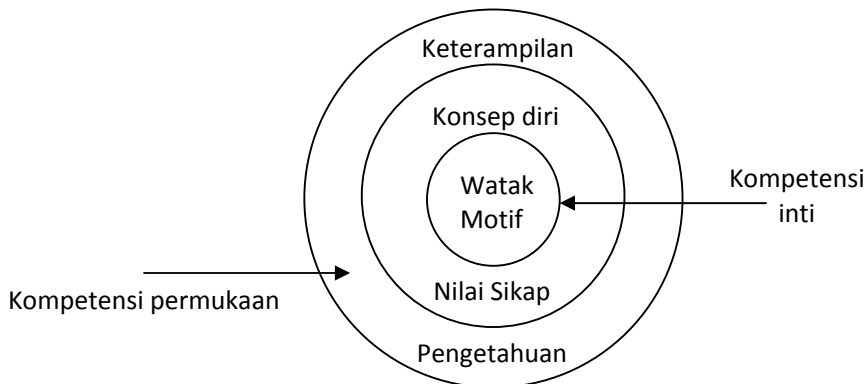 Keterampilan
Konsep diri
Watak
Motif
Kompetensi
inti
Nilai Sikap
Kompetensi permukaan
Pengetahuan